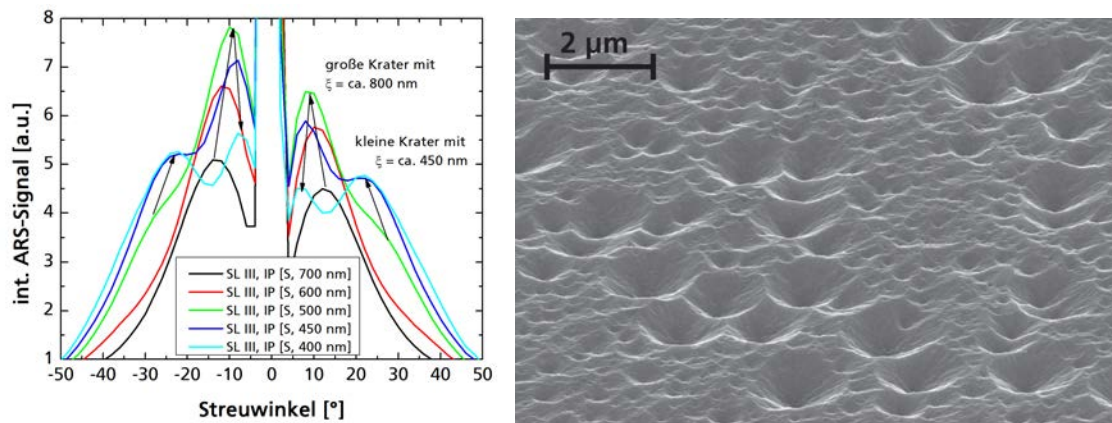 int. ARS-Signal [a.u.]
8
7
6
5
4
3
2
1
große Krater mit
ξ = ca. 800 nm
kleine Krater mit
ξ = ca. 450 nm
SL III, IP [S, 700 nm]
SL III, IP [S, 600 nm]
SL III, IP [S, 500 nm]
SL III, IP [S, 450 nm]
SL III, IP [S, 400 nm]
-50 -40 -30 -20 -10 0 10 20 30 40 50
Streuwinkel [°]
2 µm